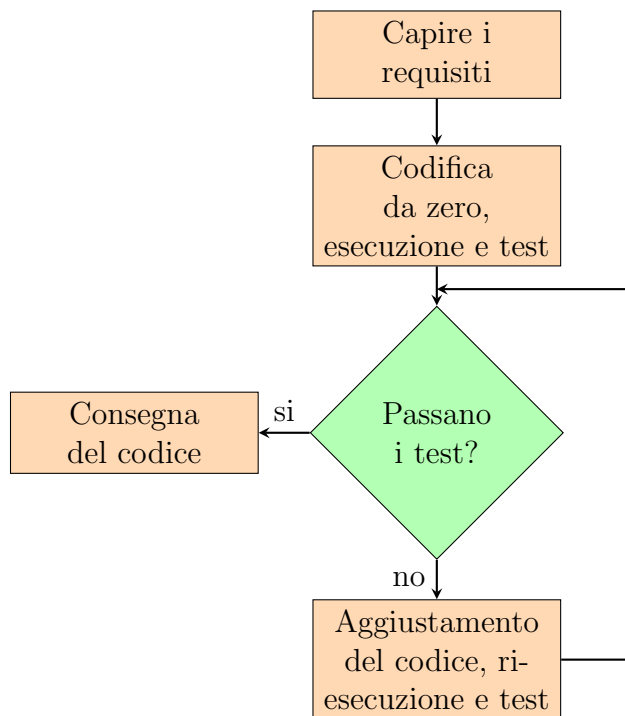 Capire i
requisiti
Codifica
da zero,
esecuzione e test
Passano
i test?
si
Consegna
del codice
no
Aggiustamento
del codice, ri-
esecuzione e test